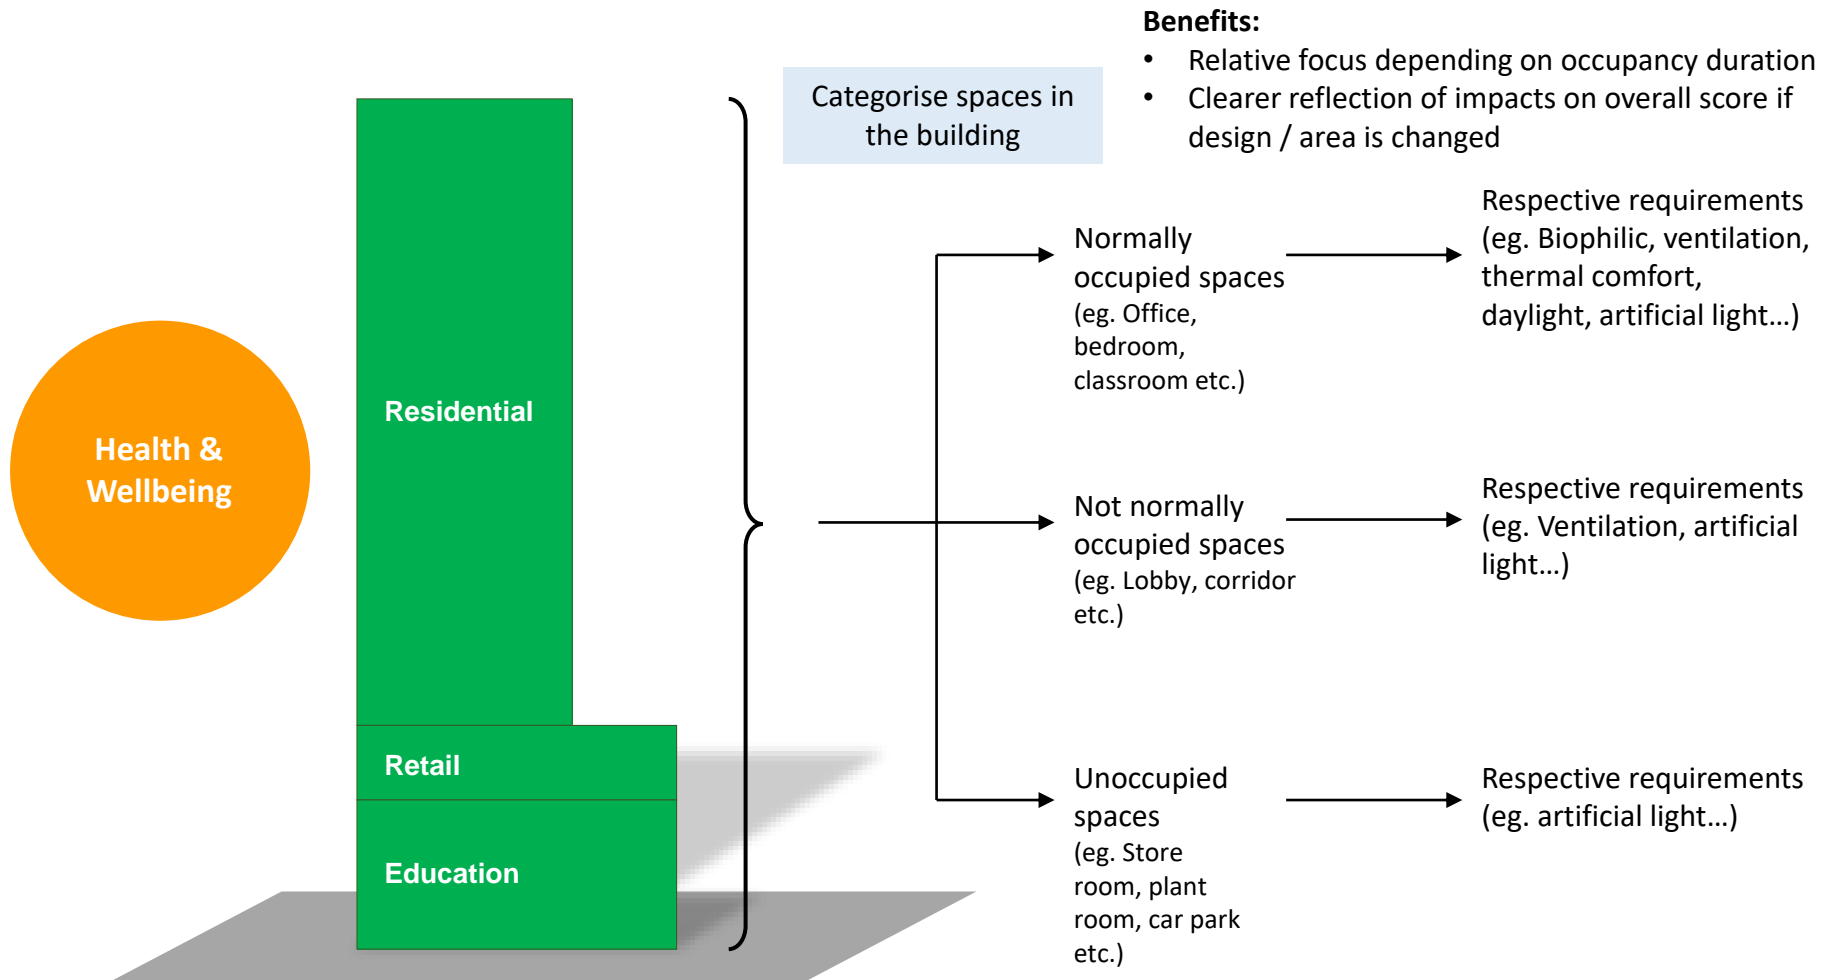 Benefits:
• Relative focus depending on occupancy duration
• Clearer reflection of impacts on overall score if
design / area is changed
Categorise spaces in
the building
Health &
Wellbeing
Residential
Retail
Education
Normally
occupied spaces
(eg. Office,
bedroom,
classroom etc.)
Respective requirements
(eg. Biophilic, ventilation,
thermal comfort,
daylight, artificial light…)
Not normally
occupied spaces
(eg. Lobby, corridor
etc.)
Respective requirements
(eg. Ventilation, artificial
light…)
Unoccupied
spaces
(eg. Store
room, plant
room, car park
etc.)
Respective requirements
(eg. artificial light…)